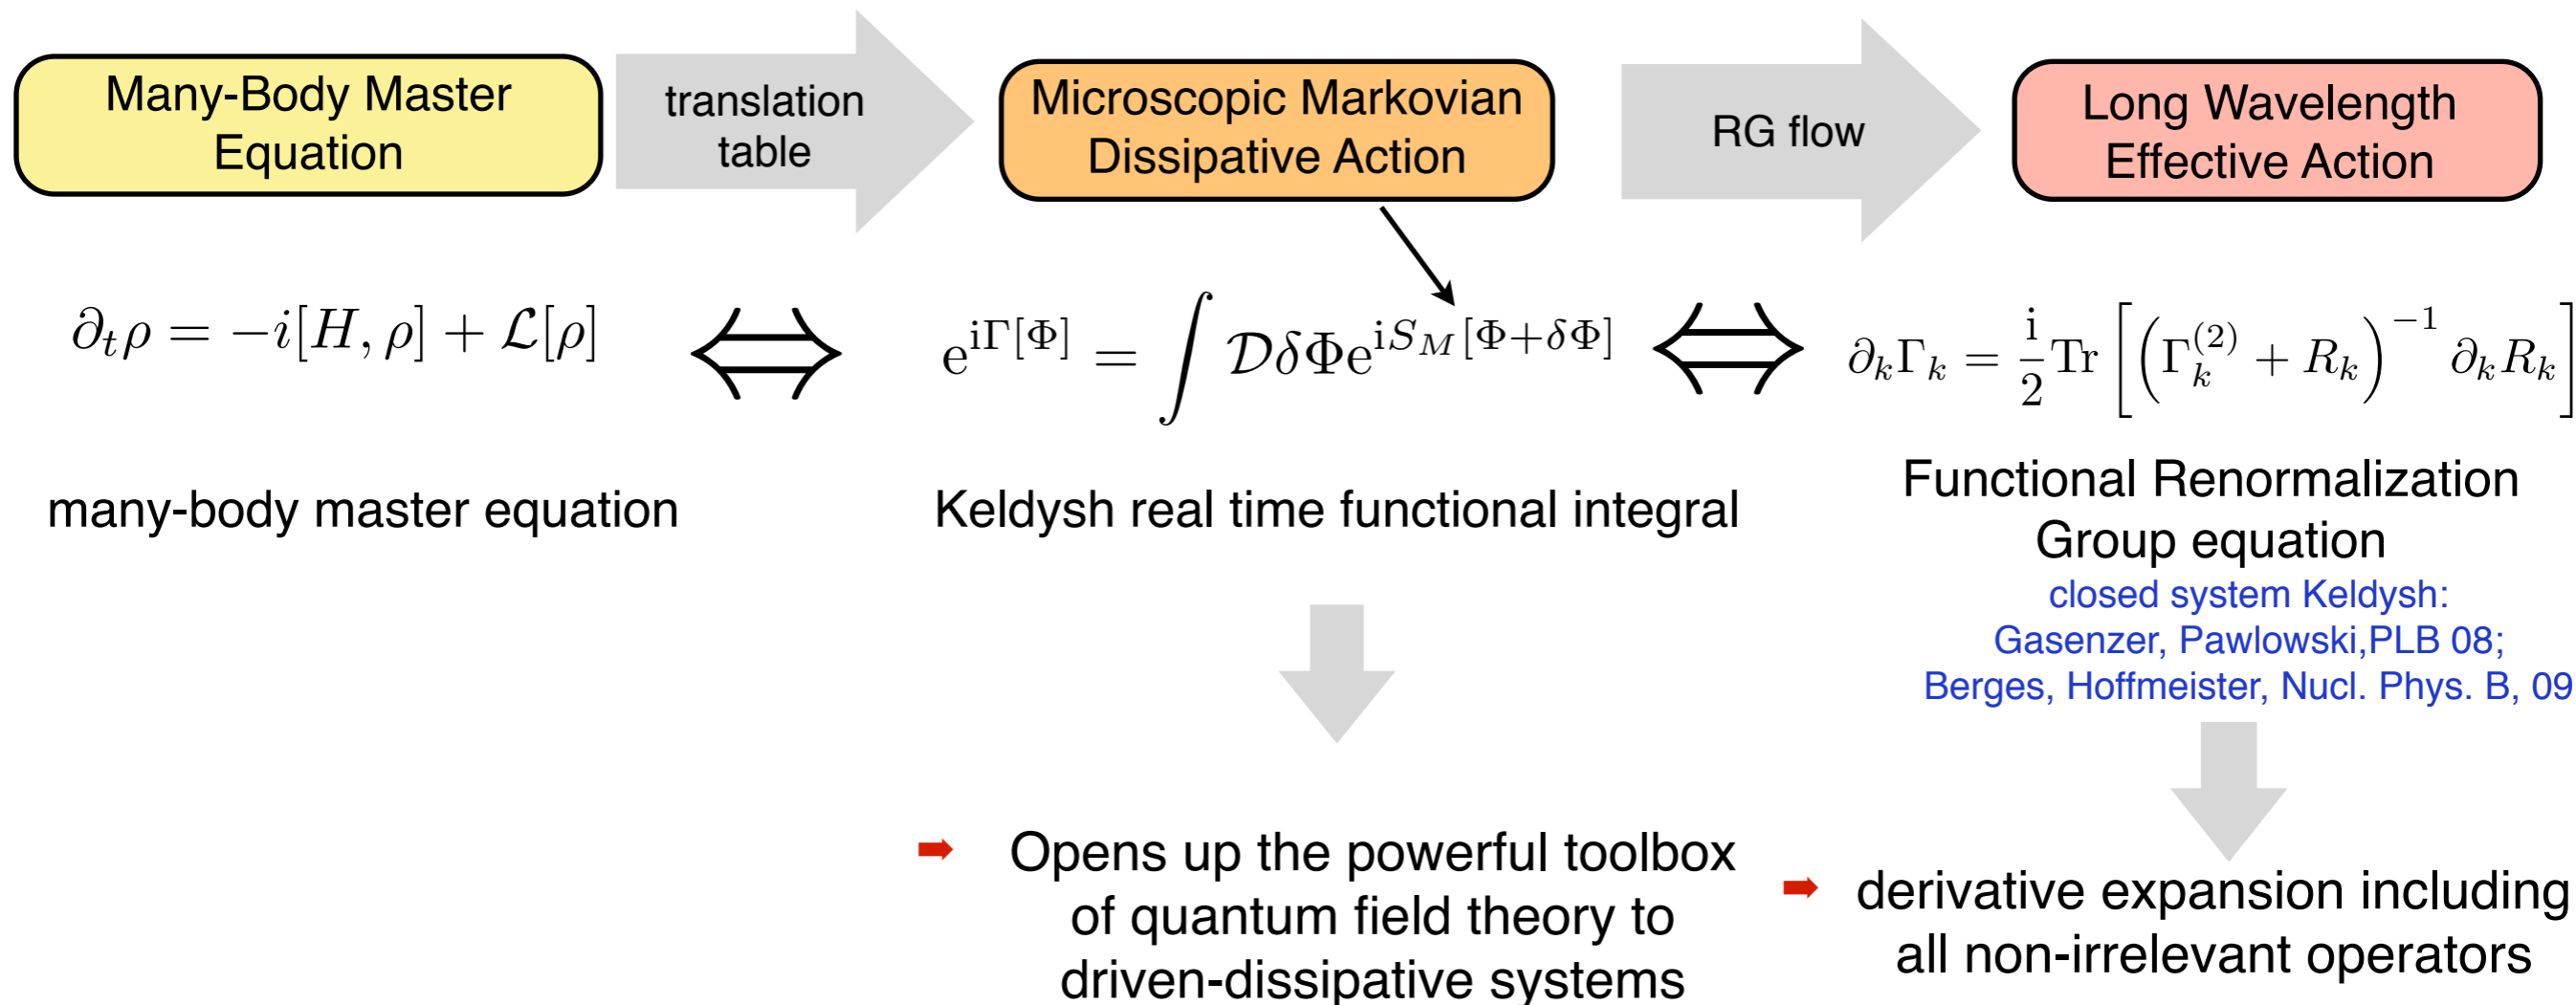 Many-Body Master
Equation
translation
table
Microscopic Markovian
Dissipative Action
RG flow
Long Wavelength
Effective Action
∂_t ρ = −i[H, ρ] + ℒ[ρ]
e^{iΓ[Φ]} = ∫ 𝒟δΦ e^{iS_M[Φ+δΦ]}
∂_k Γ_k = i/2 Tr [ (Γ_k^{(2)} + R_k)^{−1} ∂_k R_k ]
many-body master equation
Keldysh real time functional integral
Functional Renormalization
Group equation
closed system Keldysh:
Gasenzer, Pawlowski,PLB 08;
Berges, Hoffmeister, Nucl. Phys. B, 09
➡ Opens up the powerful toolbox
of quantum field theory to
driven-dissipative systems
➡ derivative expansion including
all non-irrelevant operators